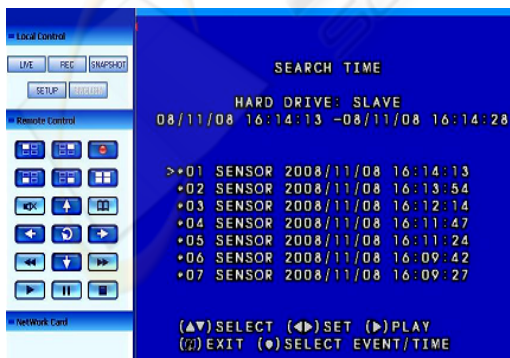 Local Control
LIVE REC SNAPSHOT
SETUP
Remote Control
NetWork Card
SEARCH TIME
HARD DRIVE: SLAVE
08/11/08 16:14:13 -08/11/08 16:14:28
>*01 SENSOR 2008/11/08 16:14:13
*02 SENSOR 2008/11/08 16:13:54
*03 SENSOR 2008/11/08 16:12:14
*04 SENSOR 2008/11/08 16:11:47
*05 SENSOR 2008/11/08 16:11:24
*06 SENSOR 2008/11/08 16:09:42
*07 SENSOR 2008/11/08 16:09:27
(▲▼)SELECT (◀▶)SET (▶)PLAY
()EXIT (●)SELECT EVENT/TIME